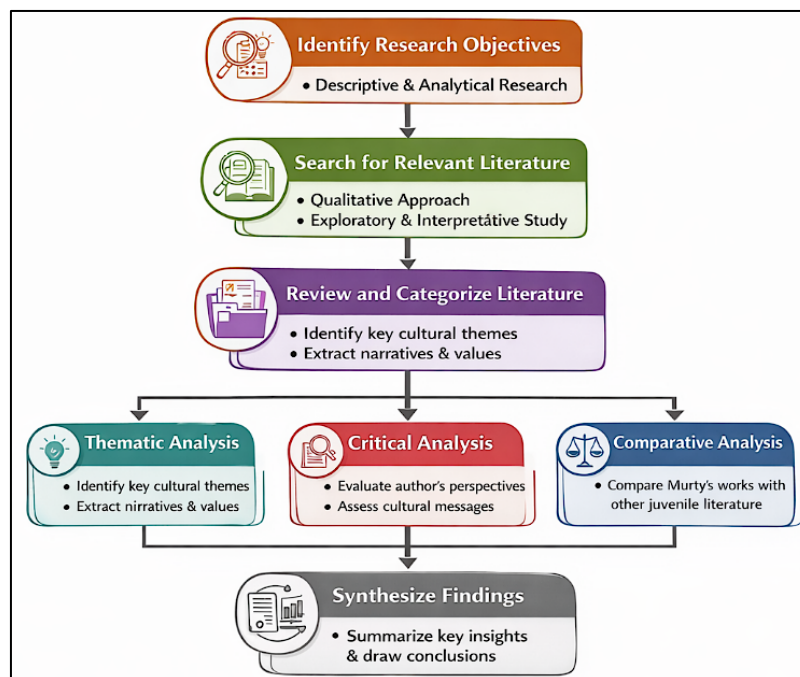 Identify Research Objectives
• Descriptive & Analytical Research
Search for Relevant Literature
• Qualitative Approach
• Exploratory & Interpretátive Study
Review and Categorize Literature
• Identify key cultural themes
• Extract narratives & values
Thematic Analysis
• Identify key cultural themes
• Extract nirratives & values
Critical Analysis
• Evaluate author's perspectives
• Assess cultural messages
Comparative Analysis
• Compare Murty's works with
other juvenile literature
Synthesize Findings
• Summarize key insights
& draw conclusions